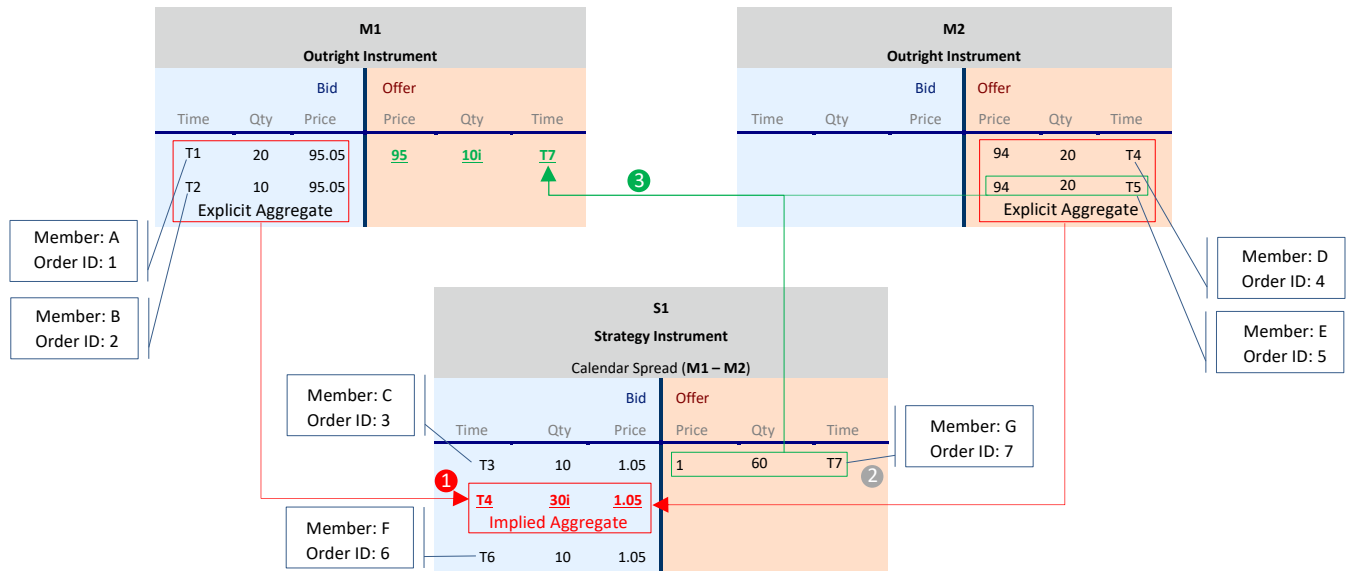 M1
Outright Instrument
Bid Offer
Time Qty Price Price Qty Time
T1 20 95.05 95 10i T7
T2 10 95.05
Explicit Aggregate
M2
Outright Instrument
Bid Offer
Time Qty Price Price Qty Time
94 20 T4
94 20 T5
Explicit Aggregate
3
Member: A
Order ID: 1
Member: B
Order ID: 2
Member: D
Order ID: 4
Member: E
Order ID: 5
S1
Strategy Instrument
Calendar Spread (M1 – M2)
Bid Offer
Time Qty Price Price Qty Time
T3 10 1.05 1 60 T7
1
2
T4 30i 1.05
Implied Aggregate
T6 10 1.05
Member: C
Order ID: 3
Member: G
Order ID: 7
Member: F
Order ID: 6